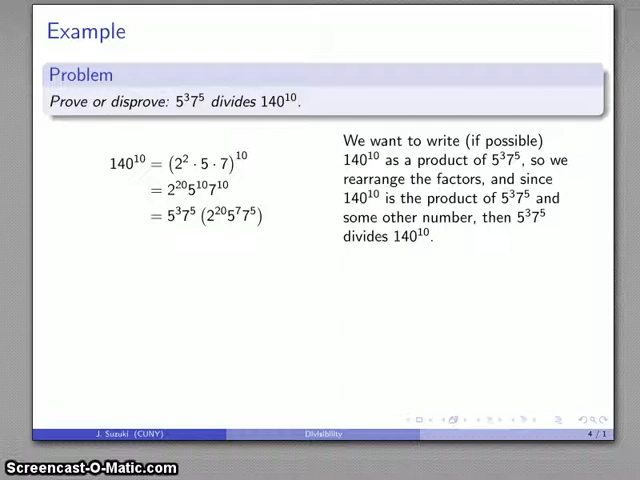 Example
Problem
Prove or disprove: 5³7⁵ divides 140¹⁰.
140¹⁰ = (2² · 5 · 7)¹⁰
= 2²⁰5¹⁰7¹⁰
= 5³7⁵ (2²⁰5⁷7⁵)
We want to write (if possible)
140¹⁰ as a product of 5³7⁵, so we
rearrange the factors, and since
140¹⁰ is the product of 5³7⁵ and
some other number, then 5³7⁵
divides 140¹⁰.
J. Suzuki (CUNY)
Divisibility
4 / 1
Screencast-O-Matic.com